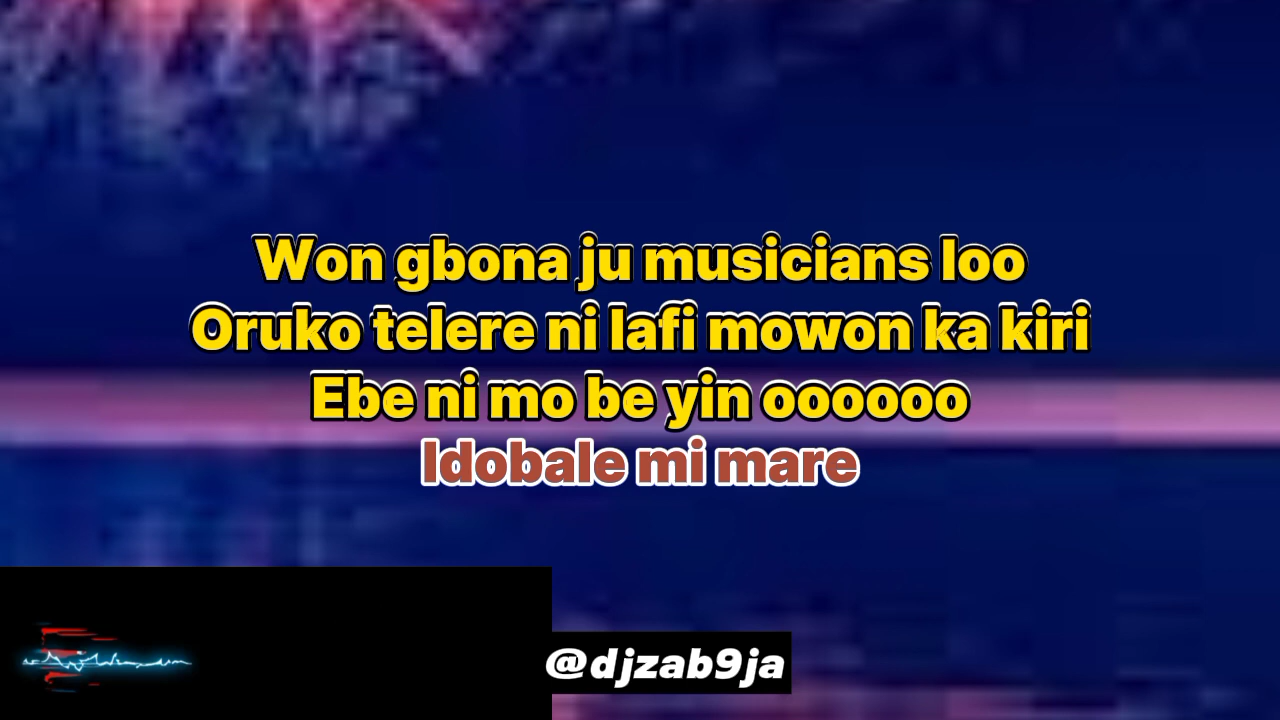 Won gbona ju musicians loo
Oruko telere ni lafi mowon ka kiri
Ebe ni mo be yin oooooo
Idobale mi mare
@djzab9ja